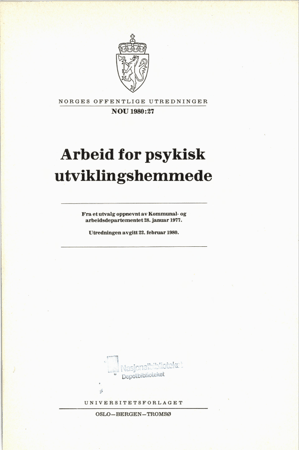 NORGES OFFENTLIGE UTREDNINGER
NOU 1980:27
Arbeid for psykisk
utviklingshemmede
Fra et utvalg oppnevnt av Kommunal- og
arbeidsdepartementet 28. januar 1977.
Utredningen avgitt 22. februar 1980.
Nasjonalbiblioteket
Depotbiblioteket
UNIVERSITETSFORLAGET
OSLO—BERGEN—TROMSØ